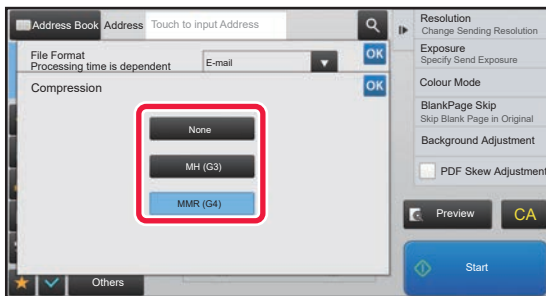 Address Book Address Touch to input Address
File Format
Processing time is dependent E-mail
OK
Compression
OK
None
MH (G3)
MMR (G4)
Others
Resolution
Change Sending Resolution
Exposure
Specify Send Exposure
Colour Mode
BlankPage Skip
Skip Blank Page in Original
Background Adjustment
PDF Skew Adjustment
Preview CA
Start